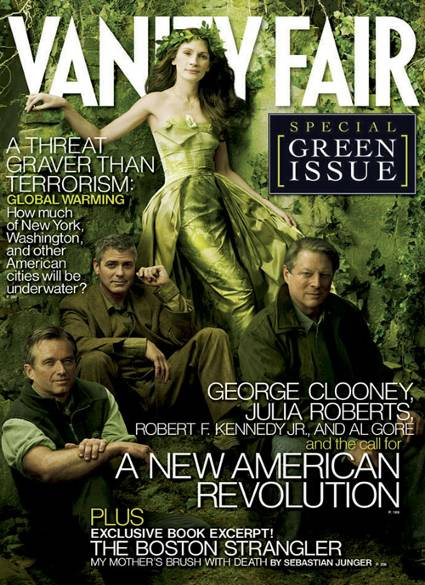 VANITY FAIR
SPECIAL
[GREEN
ISSUE]
A THREAT
GRAVER THAN
TERRORISM:
GLOBAL WARMING
How much
of New York,
Washington,
and other
American
cities will be
underwater?
GEORGE CLOONEY,
JULIA ROBERTS,
ROBERT F. KENNEDY JR., AND AL GORE
and the call for
A NEW AMERICAN
REVOLUTION
PLUS
EXCLUSIVE BOOK EXCERPT!
THE BOSTON STRANGLER
MY MOTHER'S BRUSH WITH DEATH BY SEBASTIAN JUNGER